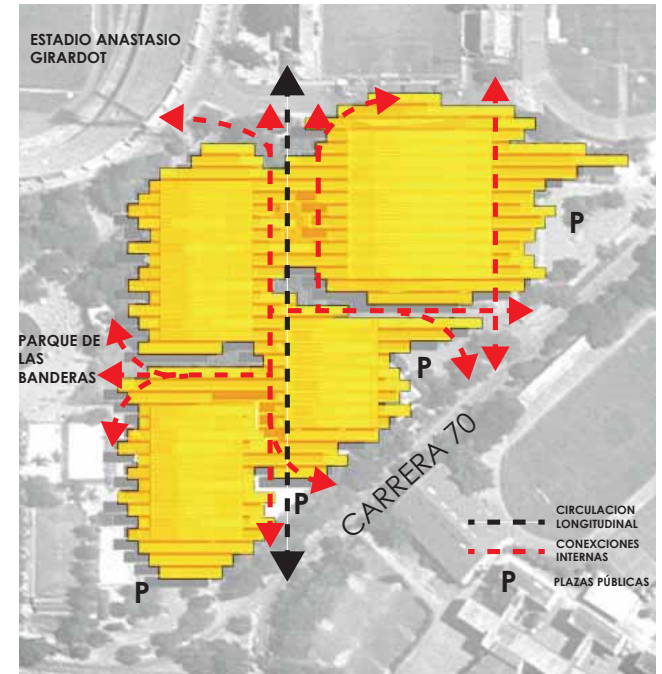 ESTADIO ANASTASIO
GIRARDOT
P
PARQUE DE
LAS
BANDERAS
P
CARRERA 70
P
P
CIRCULACION
LONGITUDINAL
CONEXCIONES
INTERNAS
P PLAZAS PÚBLICAS